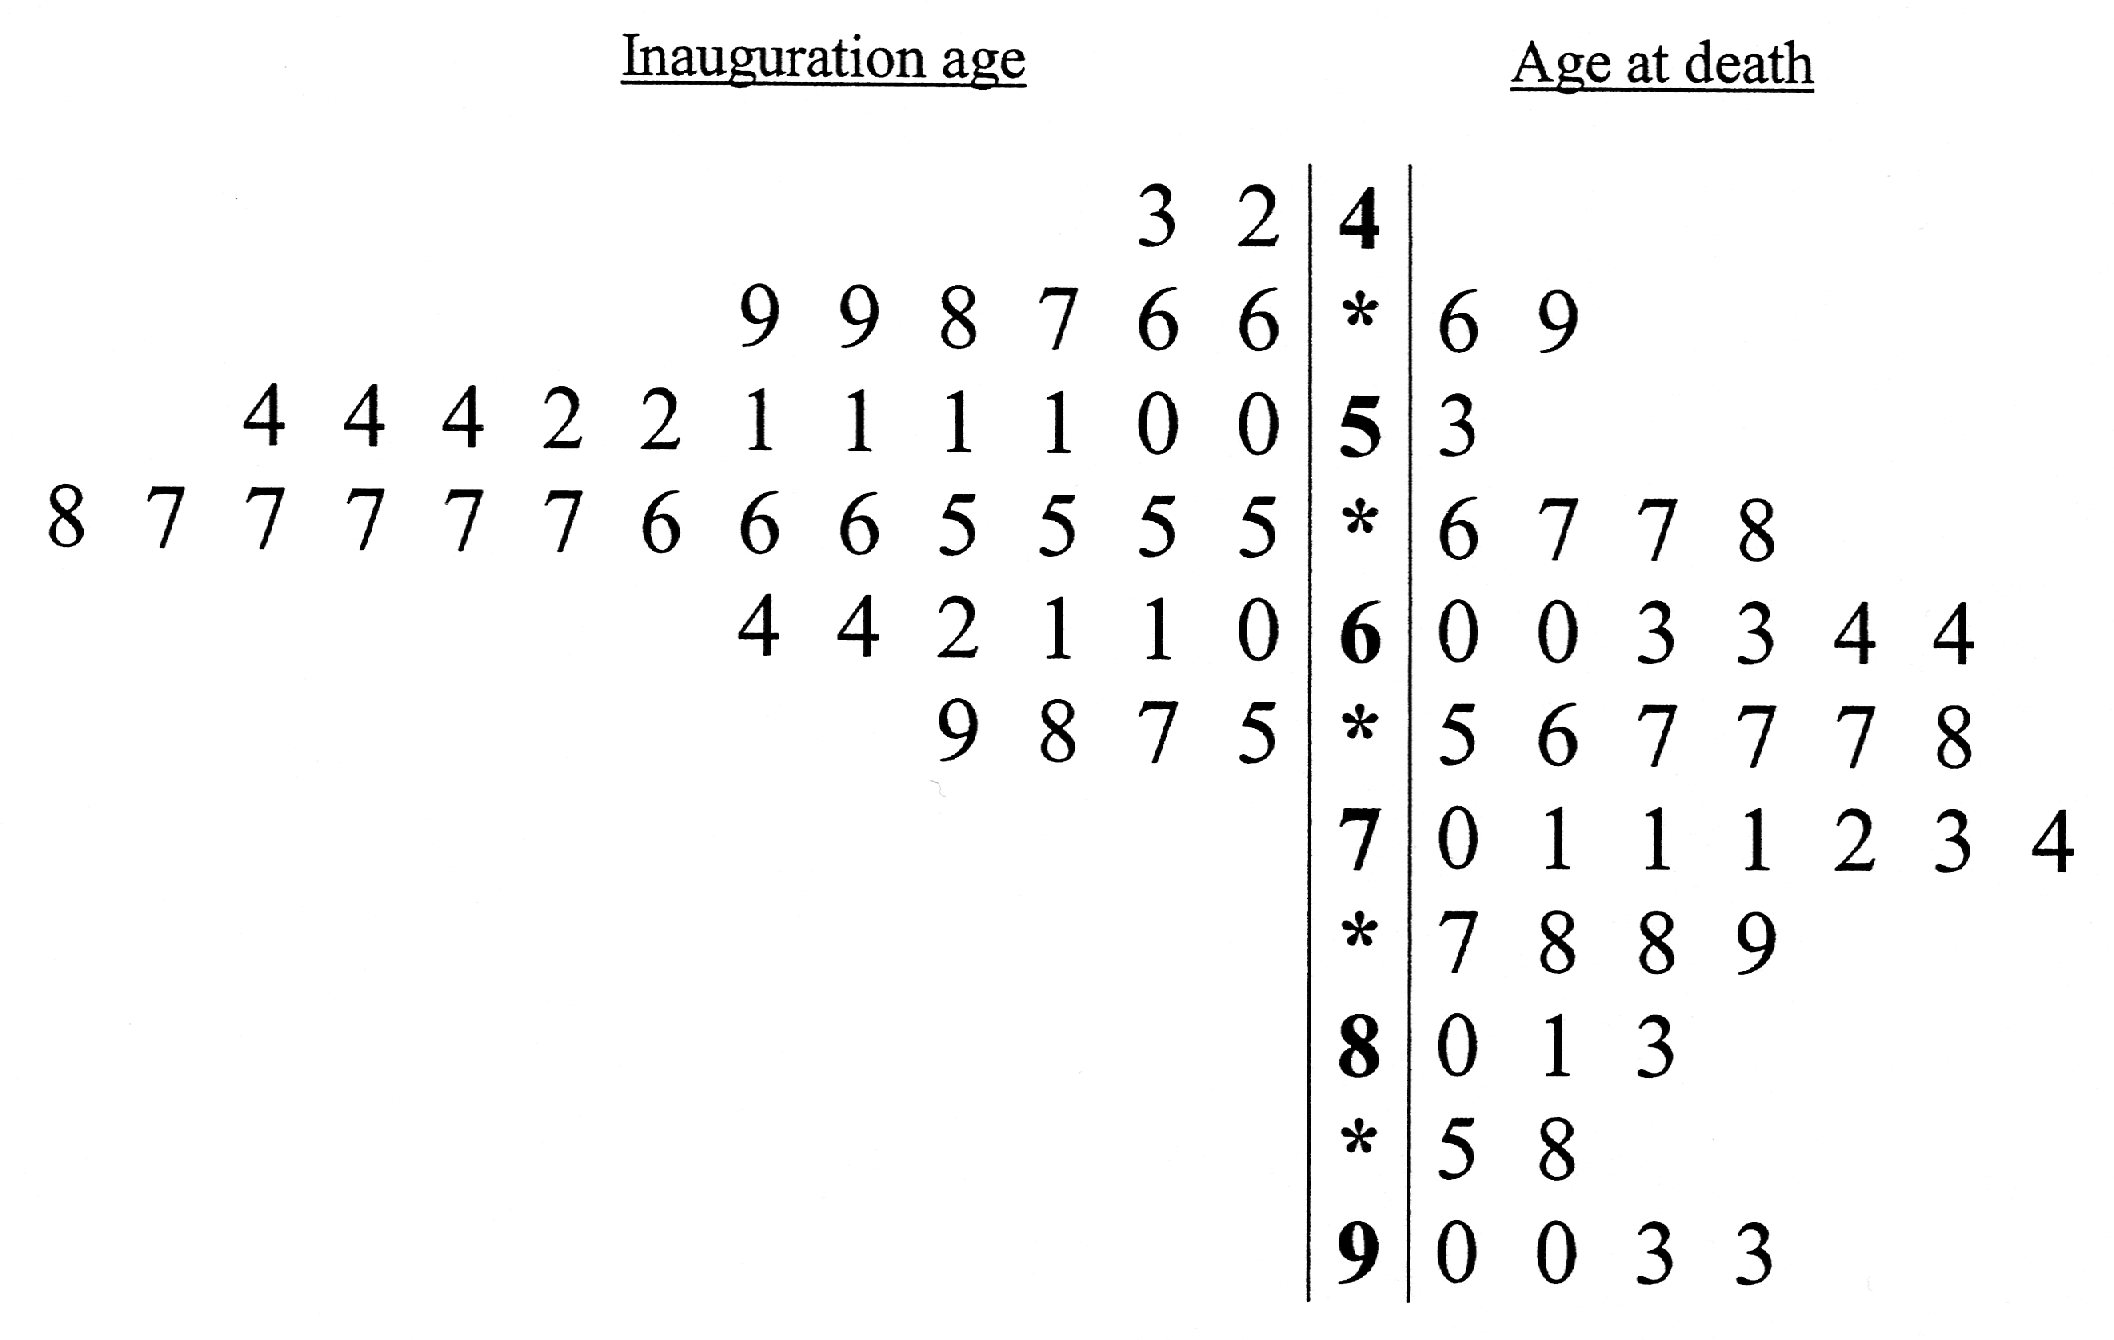 Inauguration age Age at death
3 2 4
9 9 8 7 6 6 * 6 9
4 4 4 2 2 1 1 1 1 0 0 5 3
8 7 7 7 7 7 6 6 6 5 5 5 5 * 6 7 7 8
4 4 2 1 1 0 6 0 0 3 3 4 4
9 8 7 5 * 5 6 7 7 7 8
7 0 1 1 1 2 3 4
* 7 8 8 9
8 0 1 3
* 5 8
9 0 0 3 3